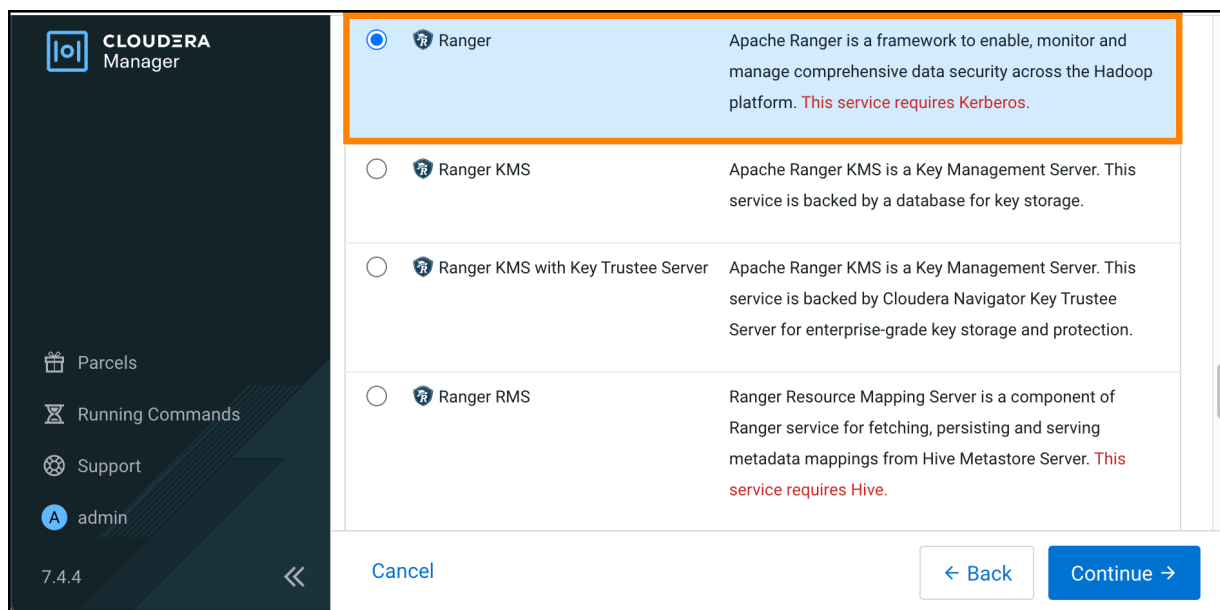 CLOUDERA
Manager
Parcels
Running Commands
Support
A admin
7.4.4
Ranger
Apache Ranger is a framework to enable, monitor and
manage comprehensive data security across the Hadoop
platform. This service requires Kerberos.
Ranger KMS
Apache Ranger KMS is a Key Management Server. This
service is backed by a database for key storage.
Ranger KMS with Key Trustee Server
Apache Ranger KMS is a Key Management Server. This
service is backed by Cloudera Navigator Key Trustee
Server for enterprise-grade key storage and protection.
Ranger RMS
Ranger Resource Mapping Server is a component of
Ranger service for fetching, persisting and serving
metadata mappings from Hive Metastore Server. This
service requires Hive.
Cancel
← Back
Continue →